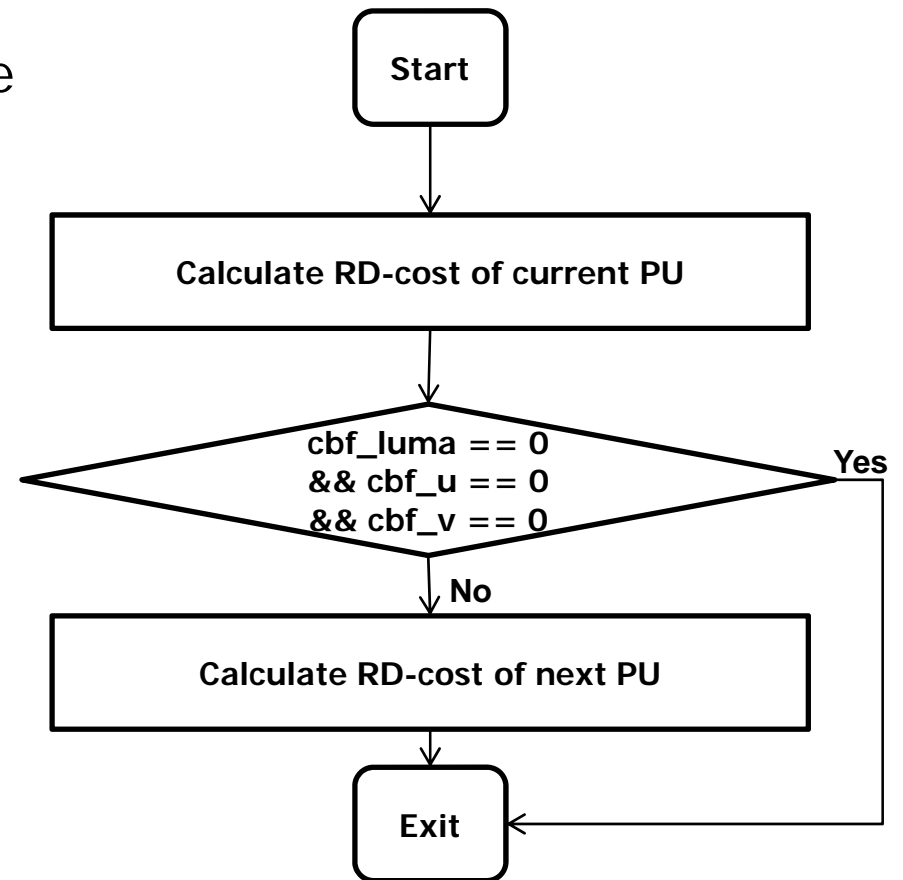 e
Start
Calculate RD-cost of current PU
cbf_luma == 0
&& cbf_u == 0
&& cbf_v == 0
Yes
No
Calculate RD-cost of next PU
Exit